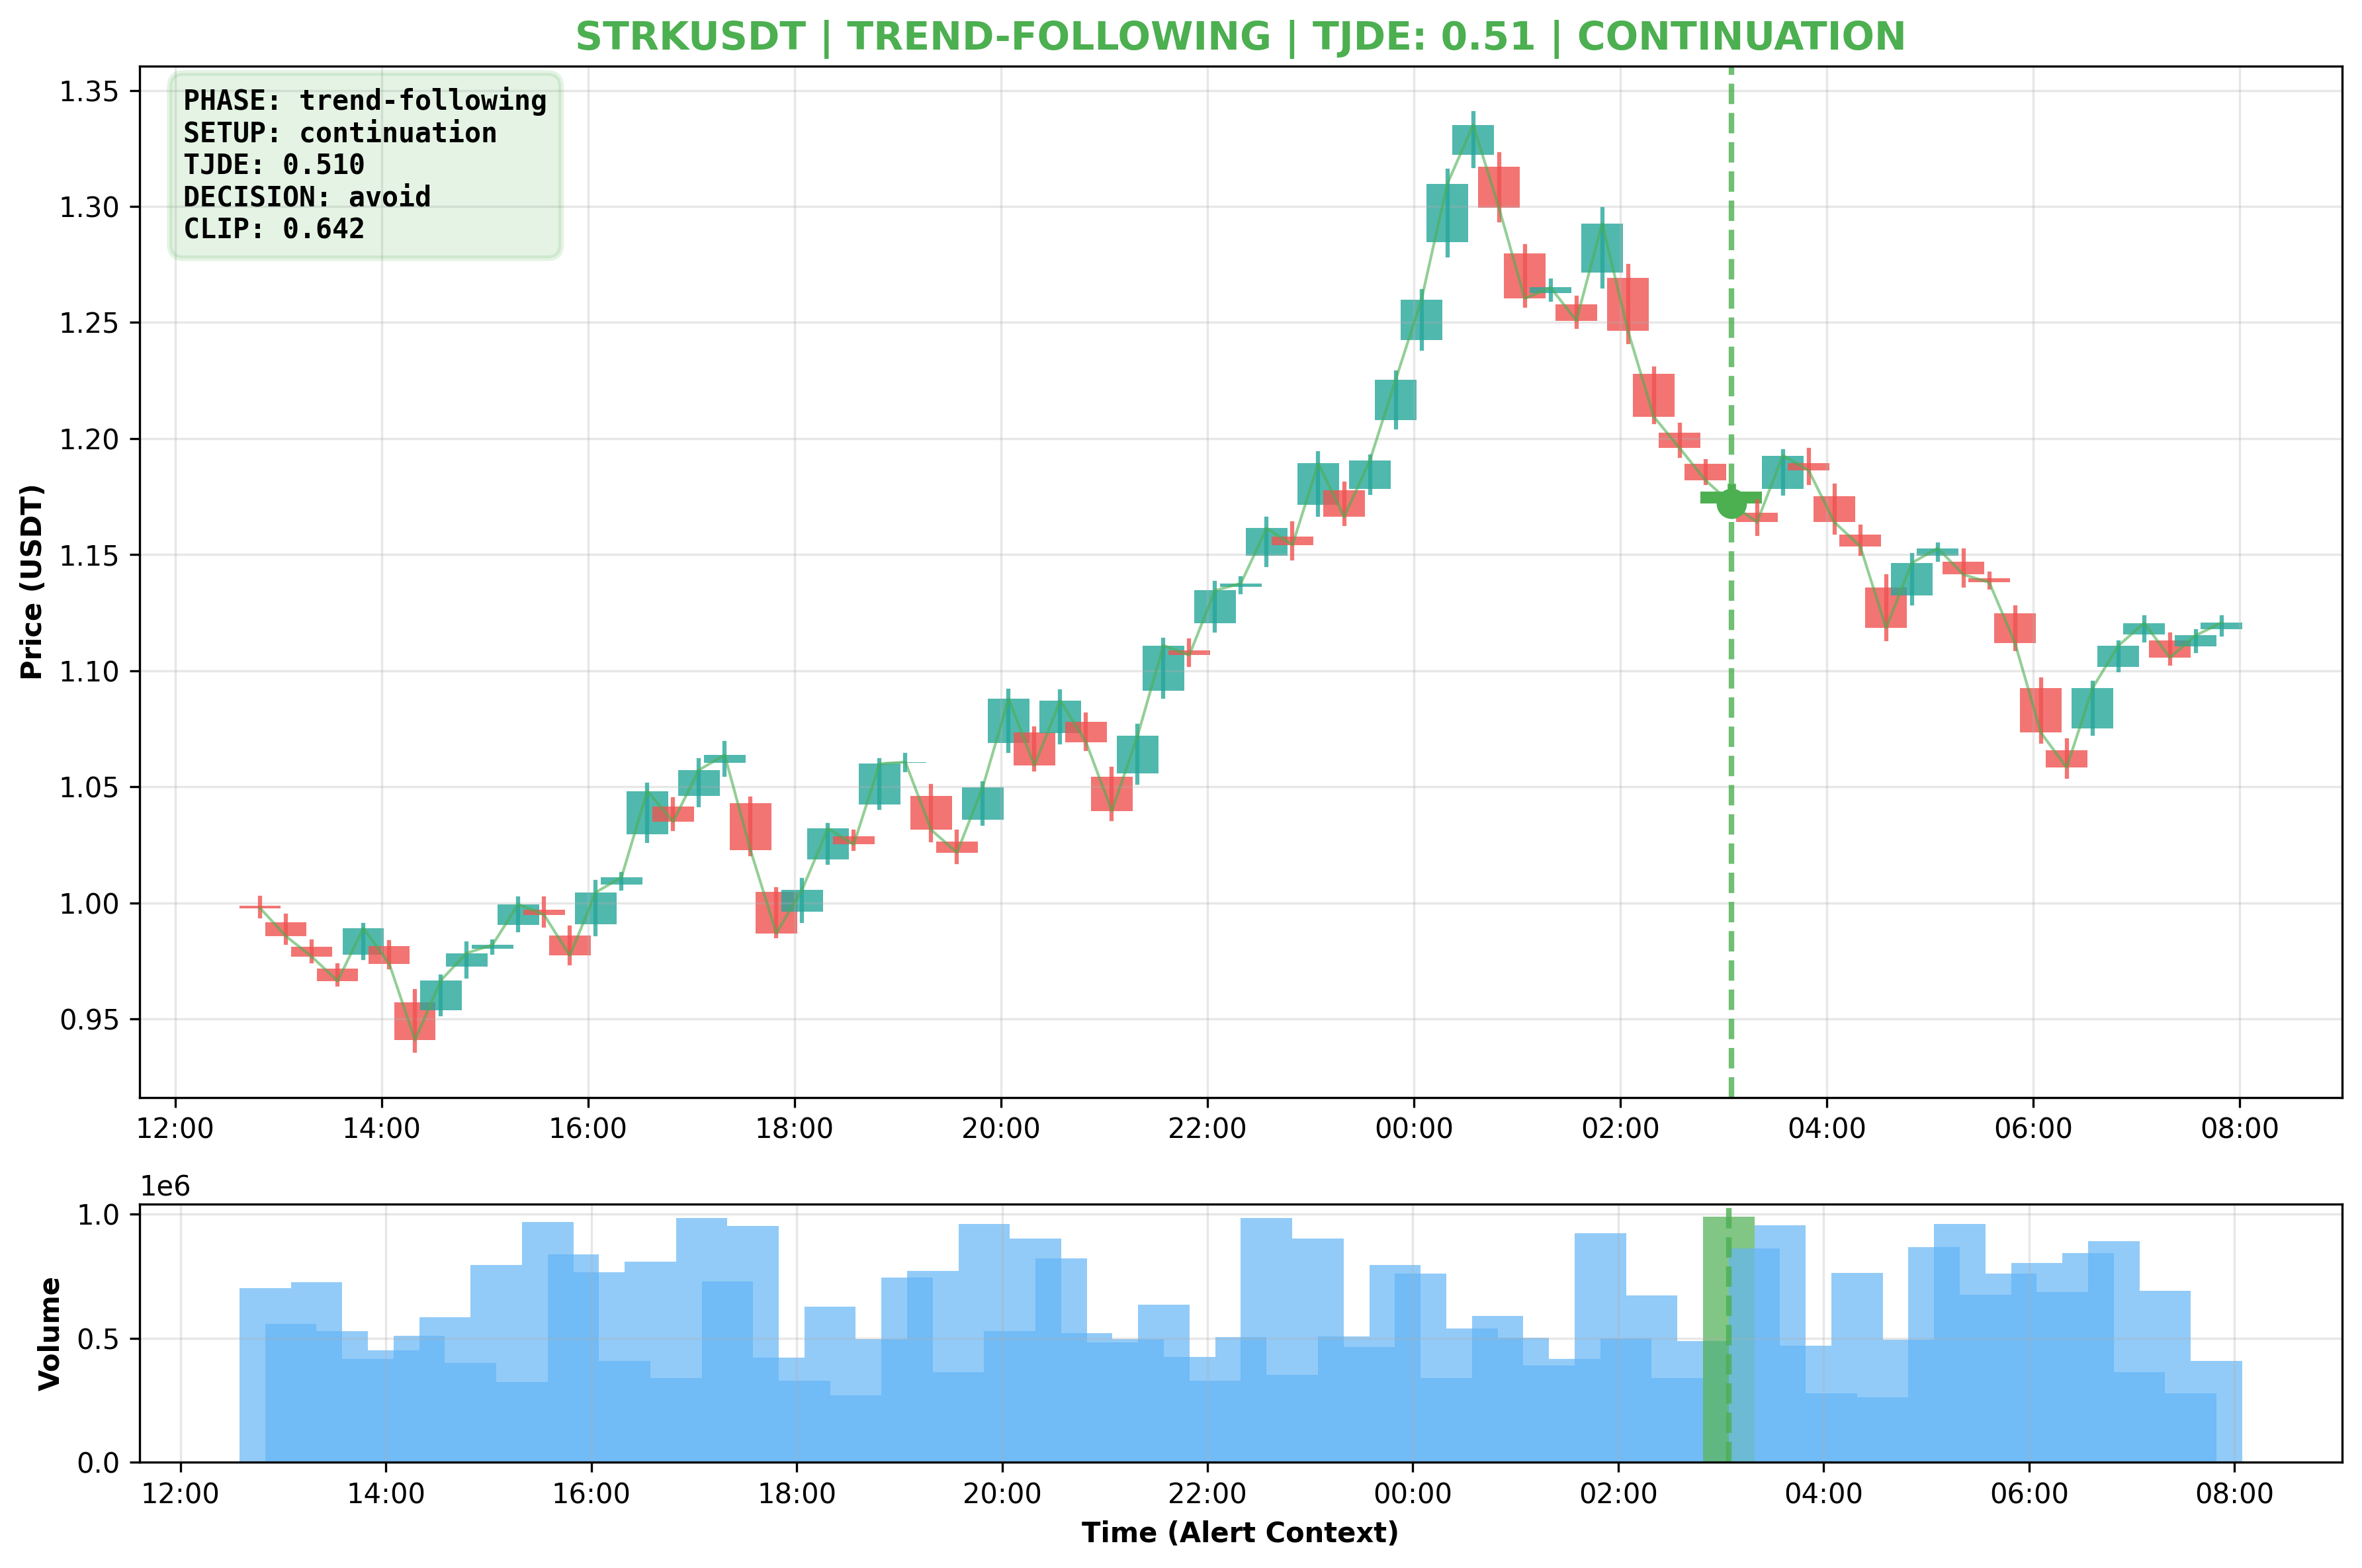 STRKUSDT | TREND-FOLLOWING | TJDE: 0.51 | CONTINUATION
PHASE: trend-following
SETUP: continuation
TJDE: 0.510
DECISION: avoid
CLIP: 0.642
Price (USDT)
1.35
1.30
1.25
1.20
1.15
1.10
1.05
1.00
0.95
12:00 14:00 16:00 18:00 20:00 22:00 00:00 02:00 04:00 06:00 08:00
1e6
Volume
1.0
0.5
0.0
12:00 14:00 16:00 18:00 20:00 22:00 00:00 02:00 04:00 06:00 08:00
Time (Alert Context)